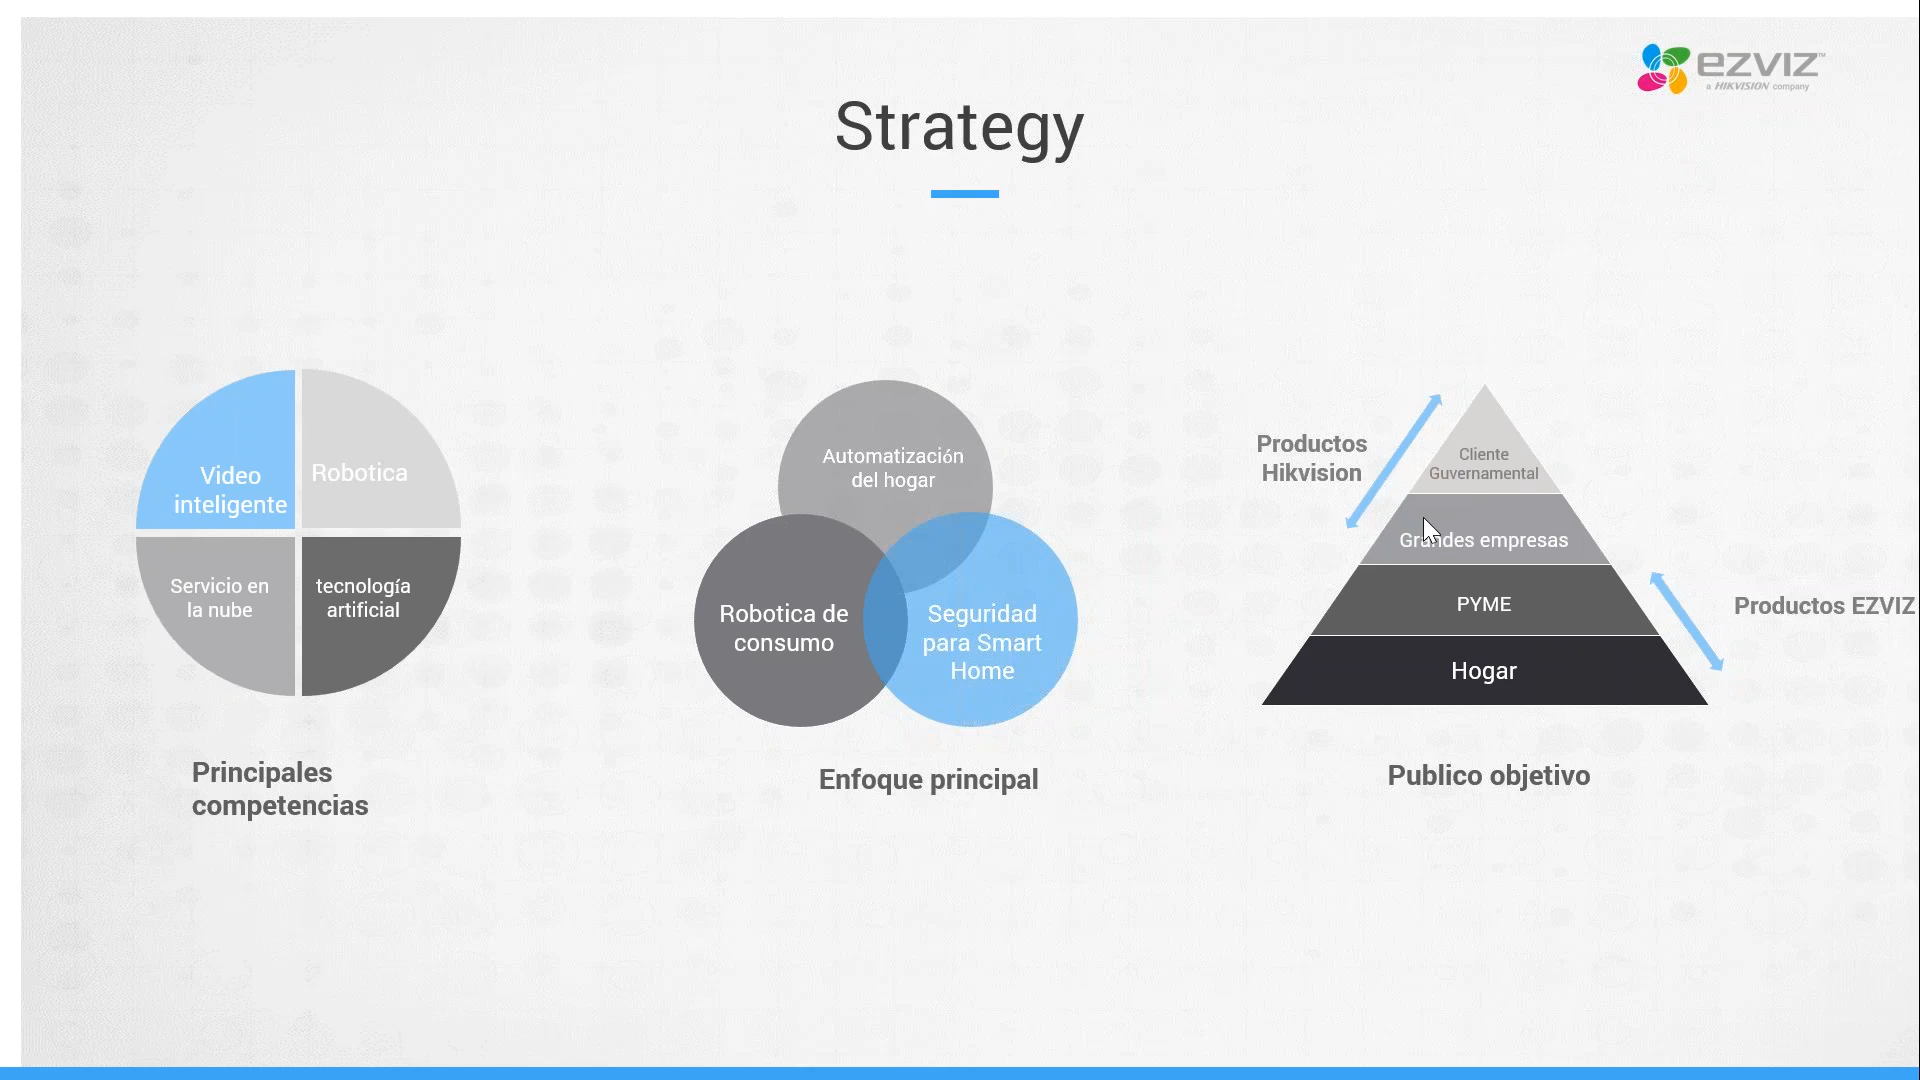 ezviz™
a HIKVISION company
Strategy
Video
inteligente
Robotica
Servicio en
la nube
tecnología
artificial
Principales
competencias
Automatización
del hogar
Robotica de
consumo
Seguridad
para Smart
Home
Enfoque principal
Productos
Hikvision
Cliente
Guvernamental
Grandes empresas
PYME
Hogar
Productos EZVIZ
Publico objetivo